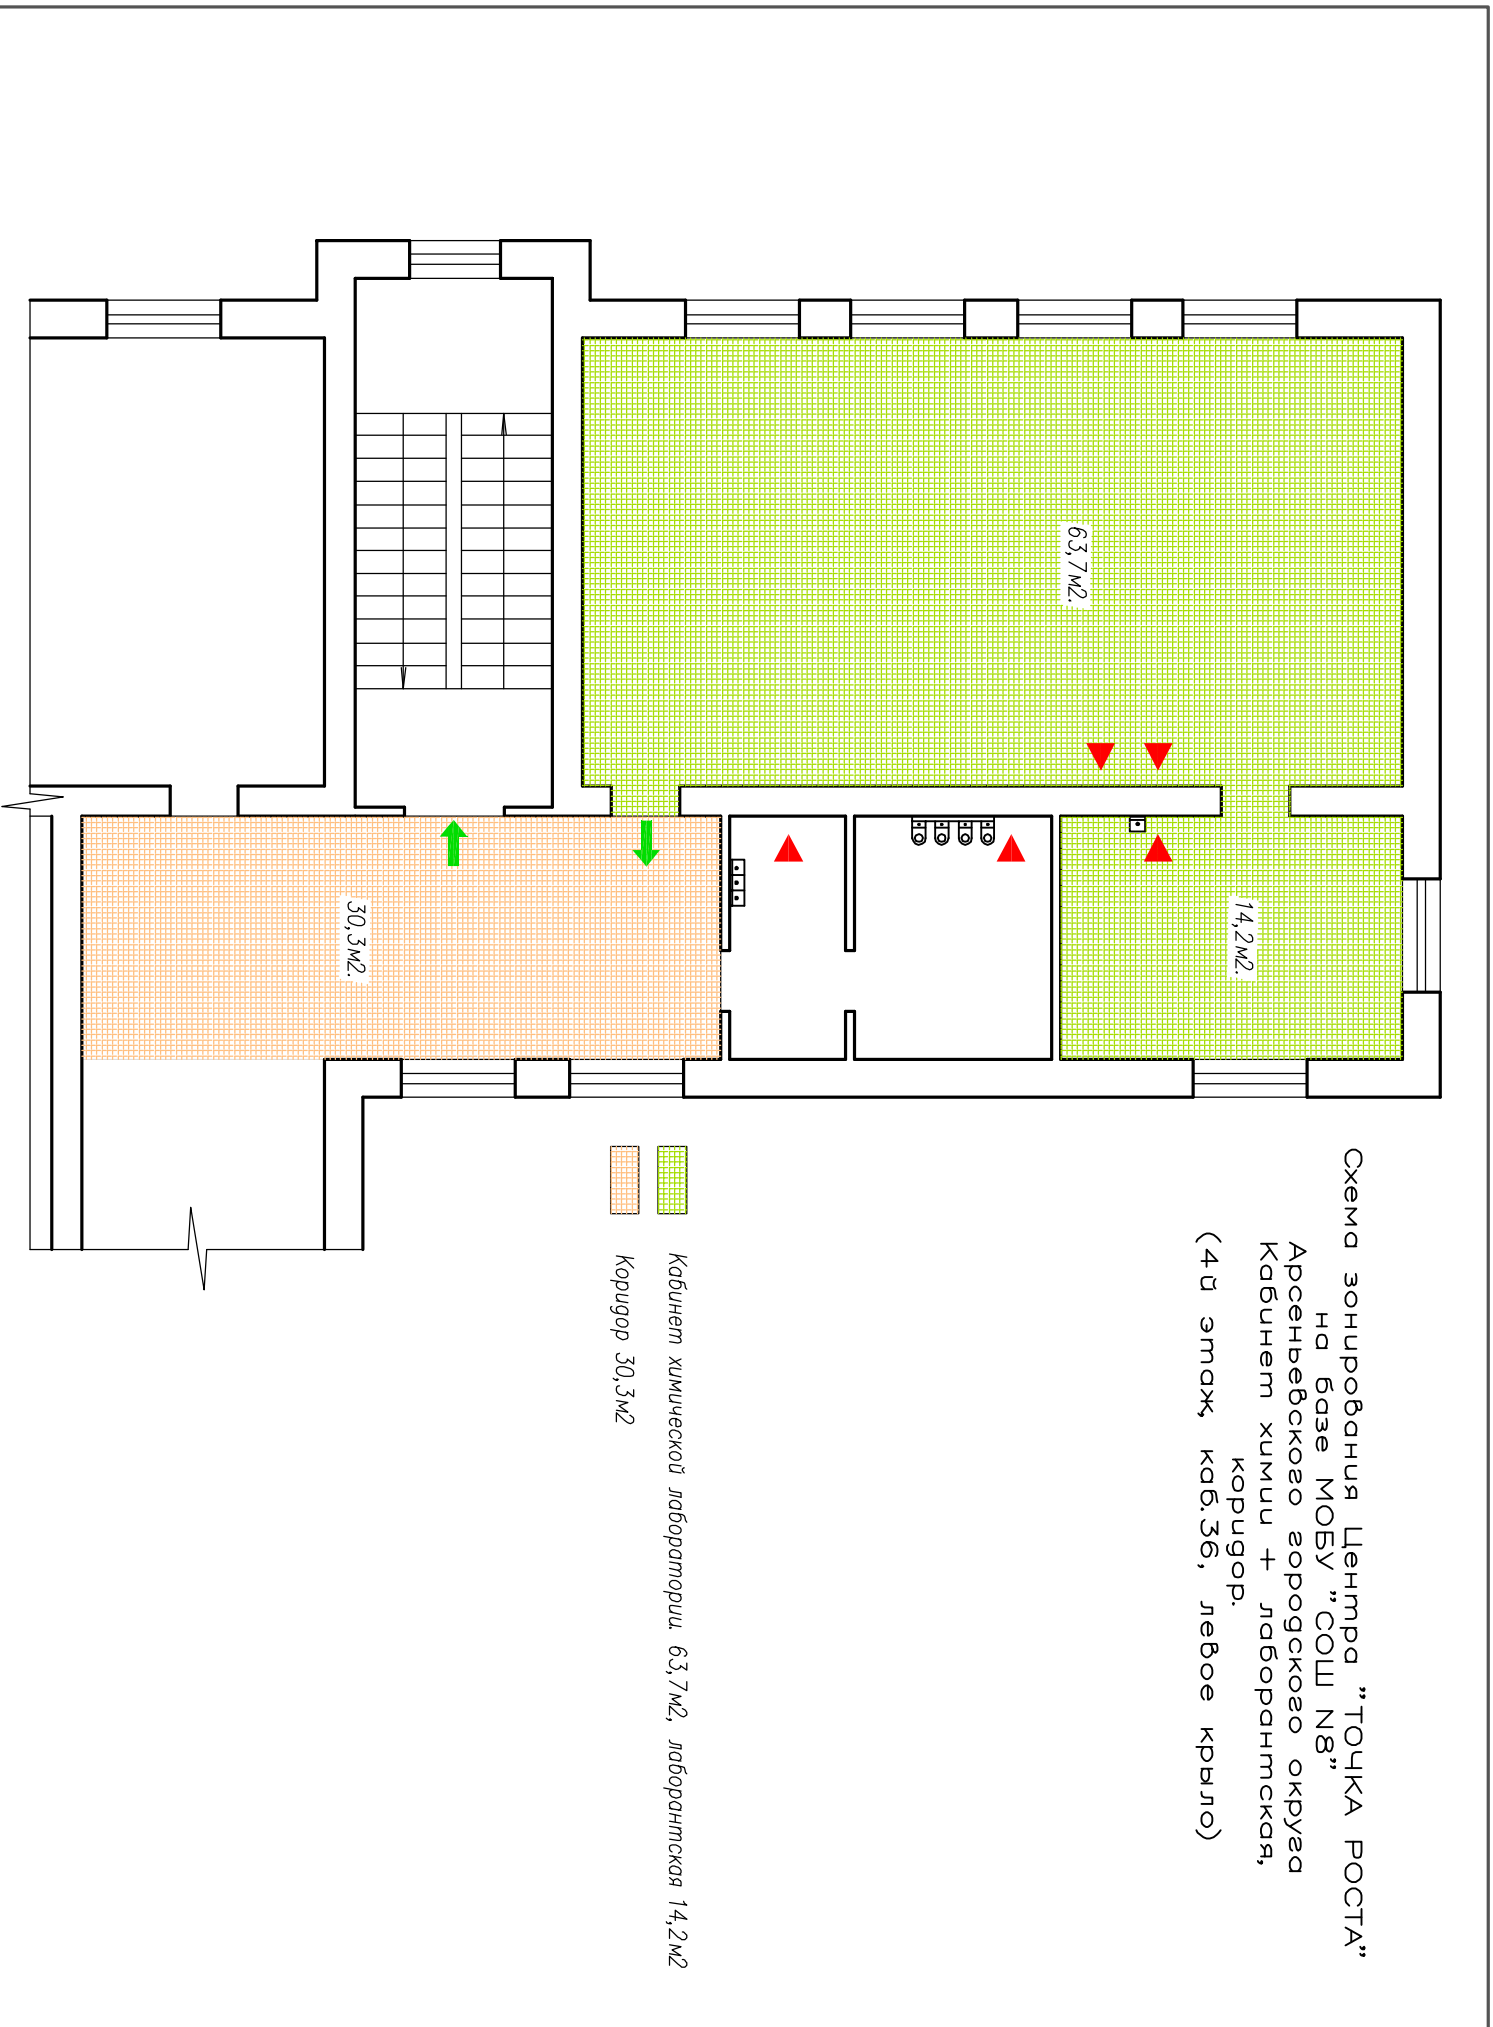 Схема зонирования Центра "ТОЧКА РОСТА"
на базе МОБУ "СОШ N8"
Арсеньевского городского округа
Кабинет химии + лаборантская,
коридор.
(4й этаж, каб.36, левое крыло)
14,2м2.
63,7м2.
30,3м2.
Кабинет химической лаборатории. 63,7м2, лаборантская 14,2м2
Коридор 30,3м2